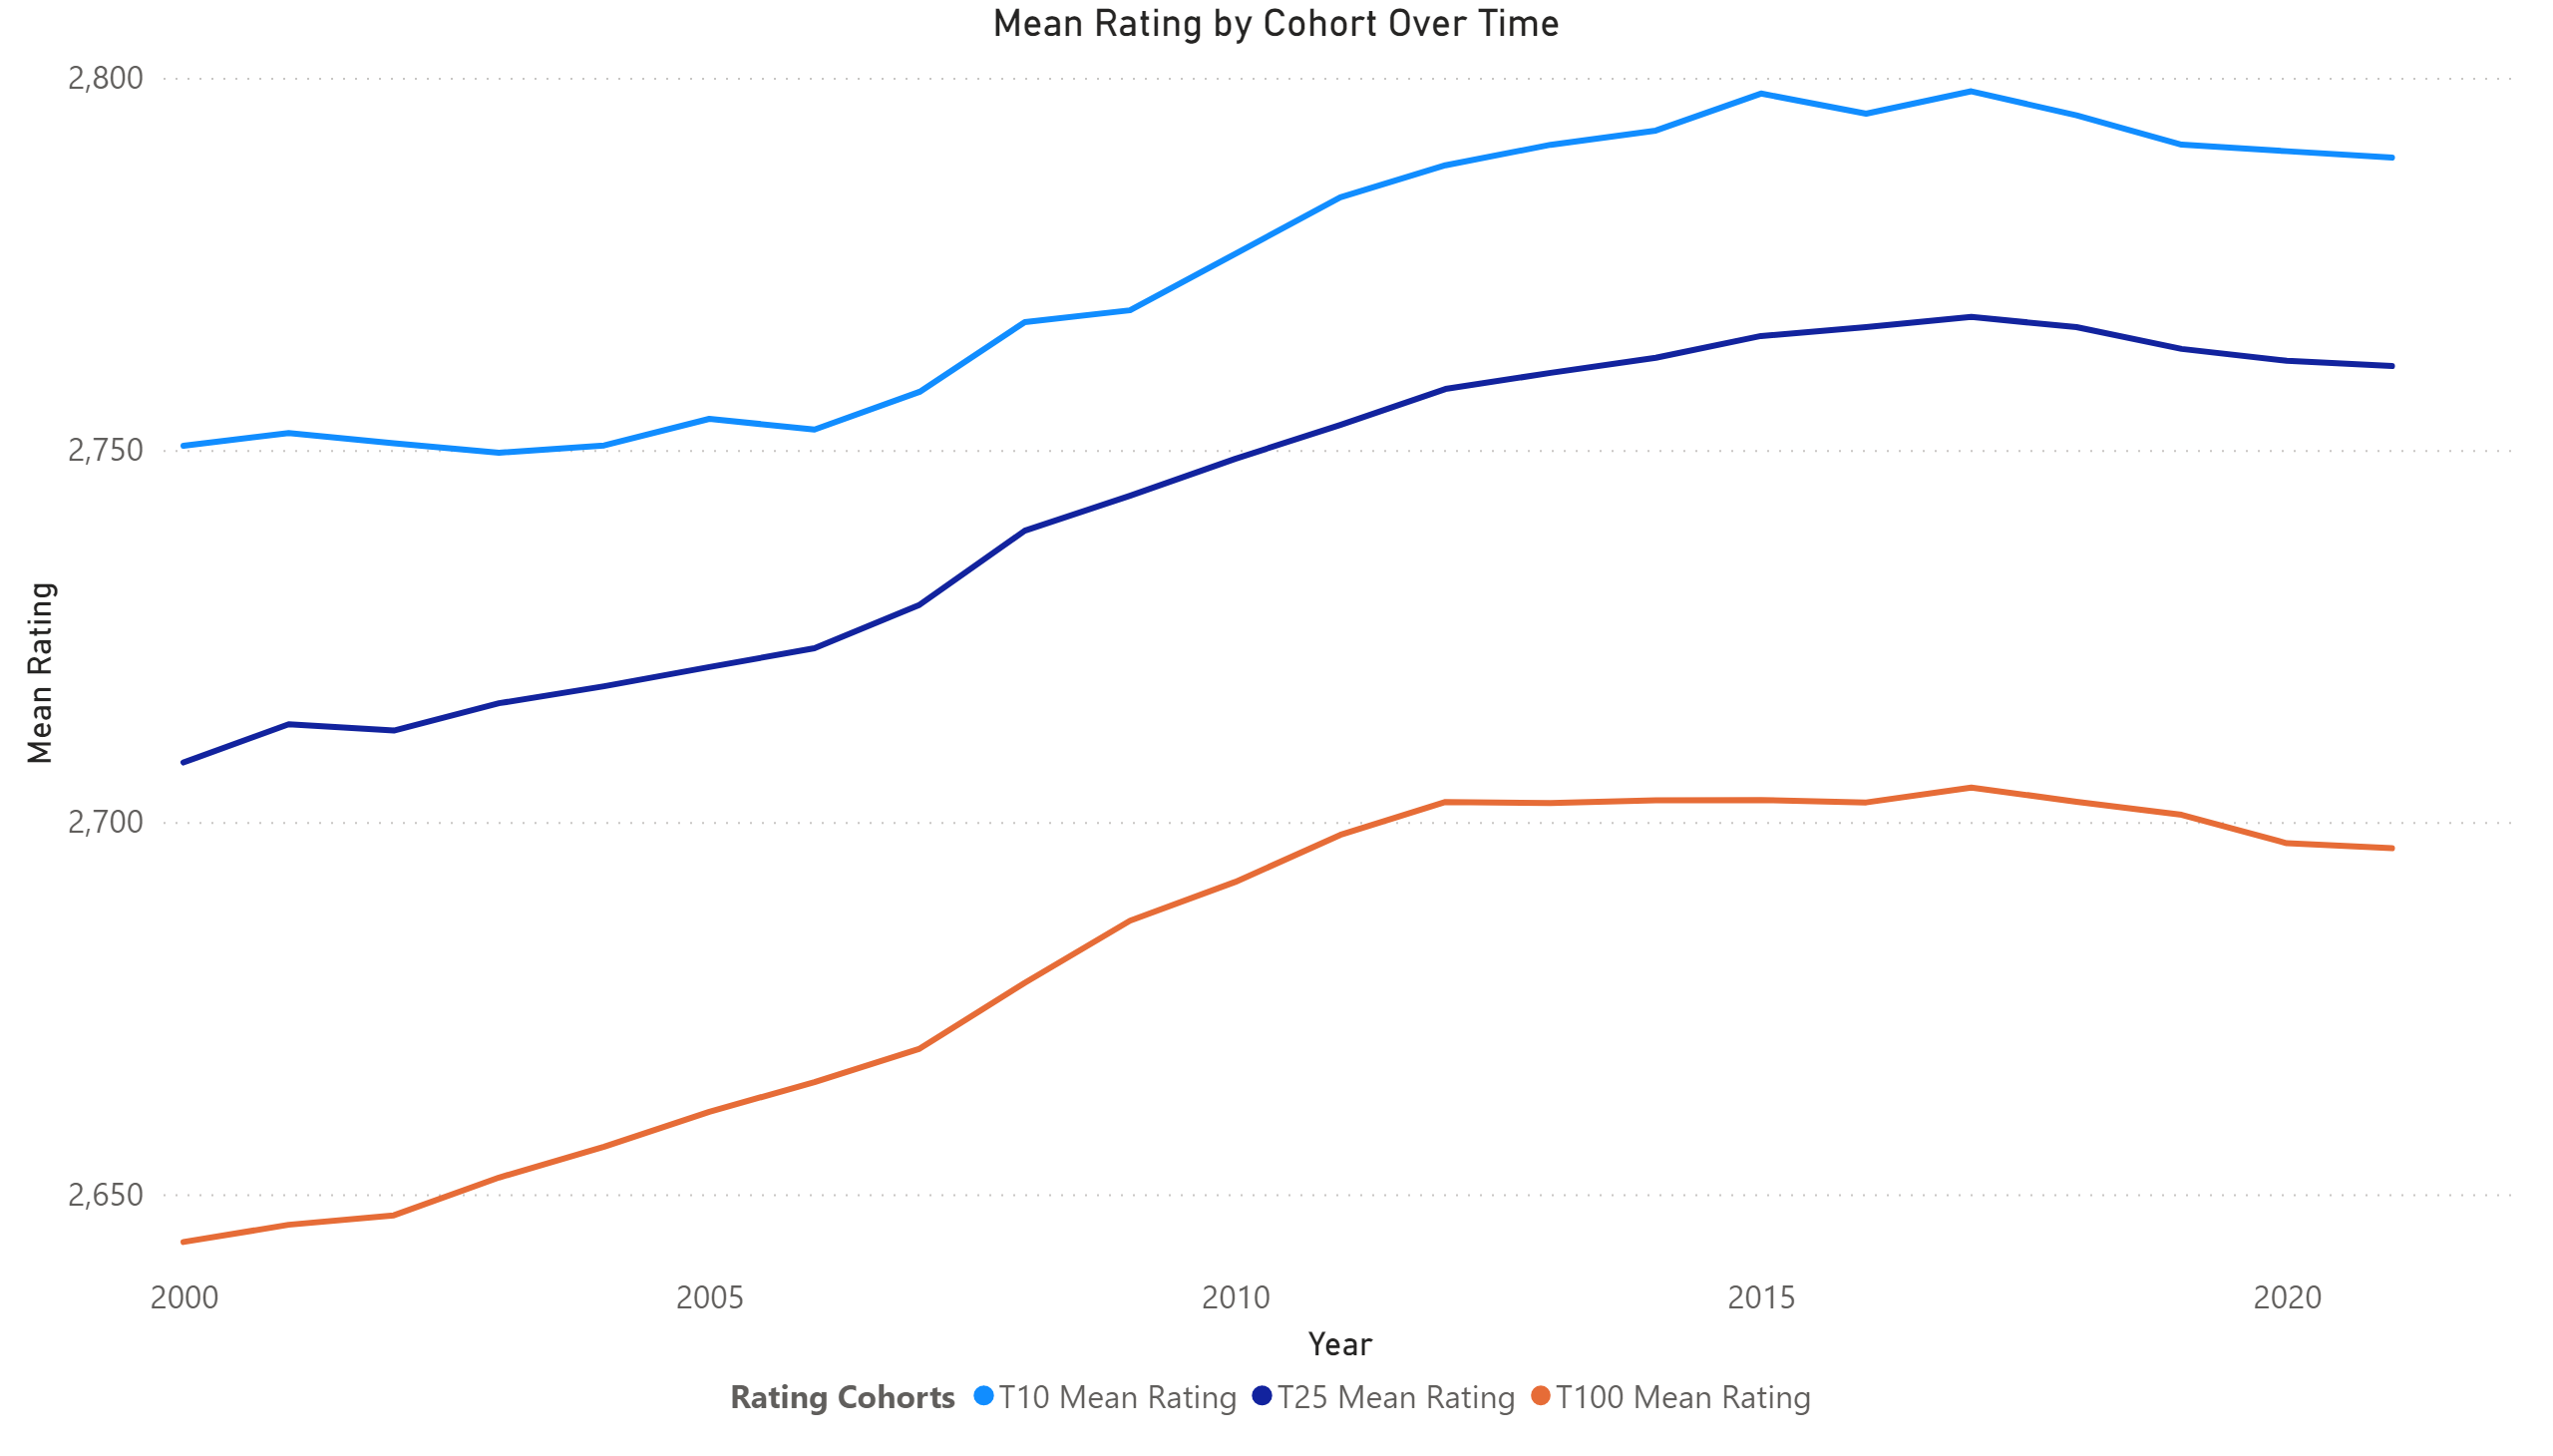 Mean Rating by Cohort Over Time
2,800
2,750
2,700
2,650
Mean Rating
2000 2005 2010 2015 2020
Year
Rating Cohorts T10 Mean Rating T25 Mean Rating T100 Mean Rating